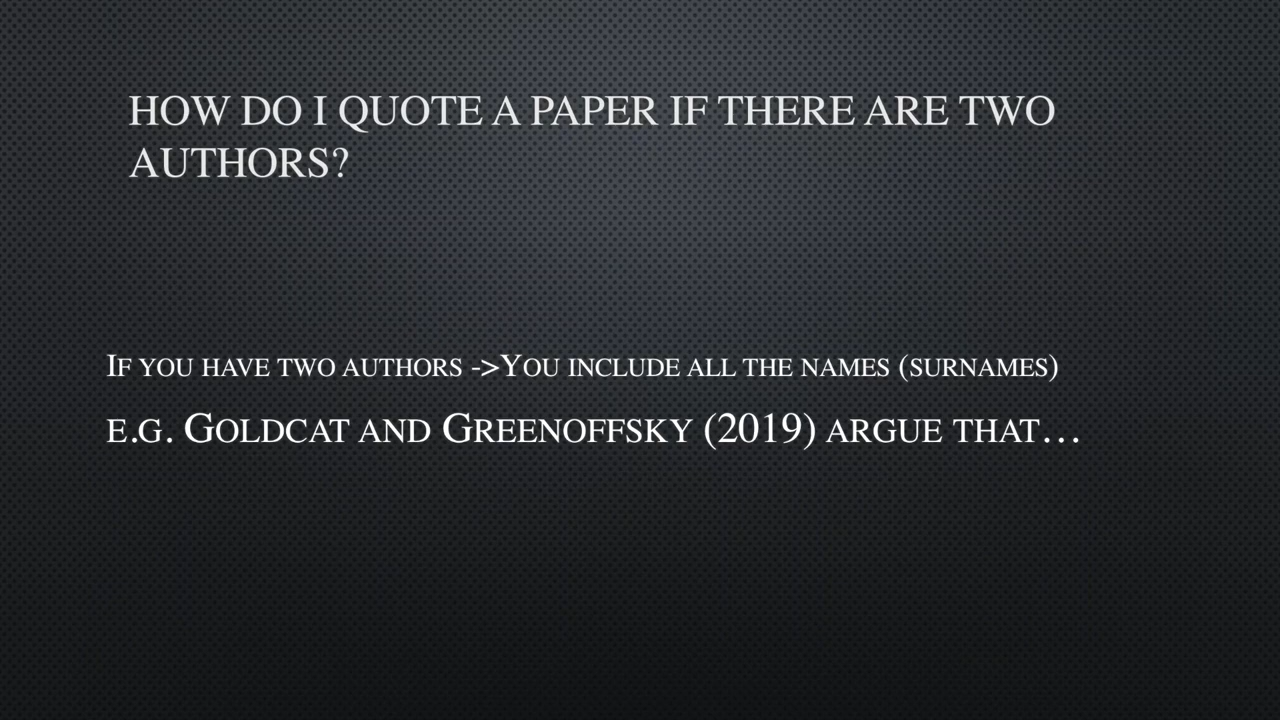 HOW DO I QUOTE A PAPER IF THERE ARE TWO
AUTHORS?
If you have two authors ->You include all the names (surnames)
e.g. Goldcat and Greenoffsky (2019) argue that…